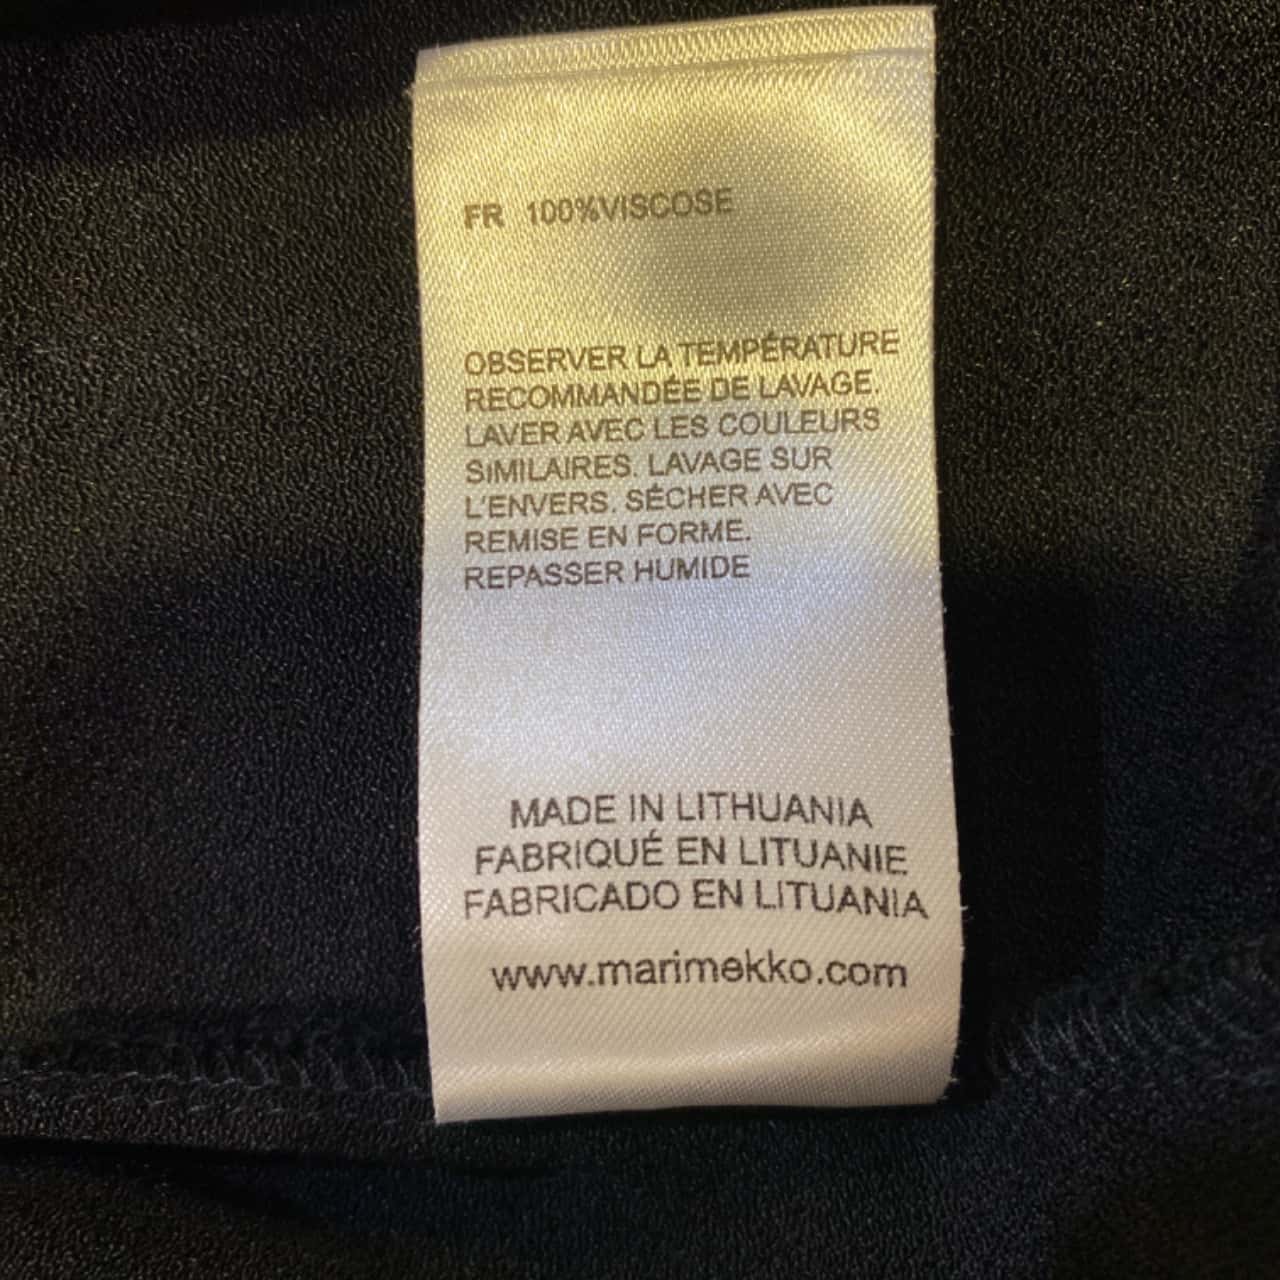 FR 100%VISCOSE
OBSERVER LA TEMPÉRATURE
RECOMMANDÉE DE LAVAGE.
LAVER AVEC LES COULEURS
SIMILAIRES. LAVAGE SUR
L'ENVERS. SÉCHER AVEC
REMISE EN FORME.
REPASSER HUMIDE
MADE IN LITHUANIA
FABRIQUÉ EN LITUANIE
FABRICADO EN LITUANIA
www.marimekko.com